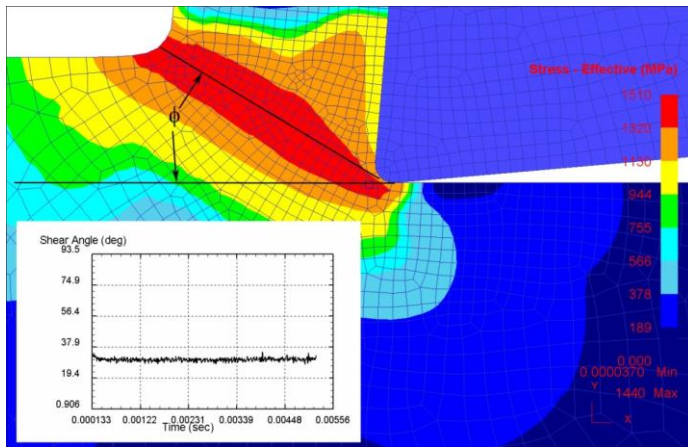 Stress - Effective (MPa)
1510
1320
1130
944
755
566
378
189
0.000
0.0000370 Min
1440 Max
Y
X
ϕ
Shear Angle (deg)
93.5
74.9
56.4
37.9
19.4
0.906
0.000133 0.00122 0.00231 0.00339 0.00448 0.00556
Time (sec)